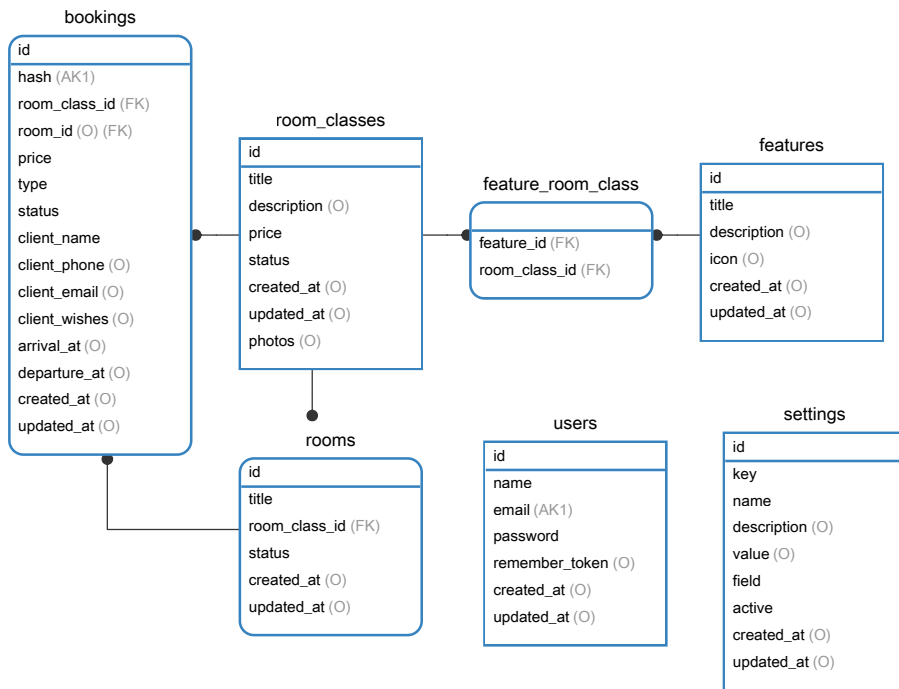 bookings
id
hash (AK1)
room_class_id (FK)
room_id (O) (FK)
price
type
status
client_name
client_phone (O)
client_email (O)
client_wishes (O)
arrival_at (O)
departure_at (O)
created_at (O)
updated_at (O)
room_classes
id
title
description (O)
price
status
created_at (O)
updated_at (O)
photos (O)
feature_room_class
feature_id (FK)
room_class_id (FK)
features
id
title
description (O)
icon (O)
created_at (O)
updated_at (O)
rooms
id
title
room_class_id (FK)
status
created_at (O)
updated_at (O)
users
id
name
email (AK1)
password
remember_token (O)
created_at (O)
updated_at (O)
settings
id
key
name
description (O)
value (O)
field
active
created_at (O)
updated_at (O)